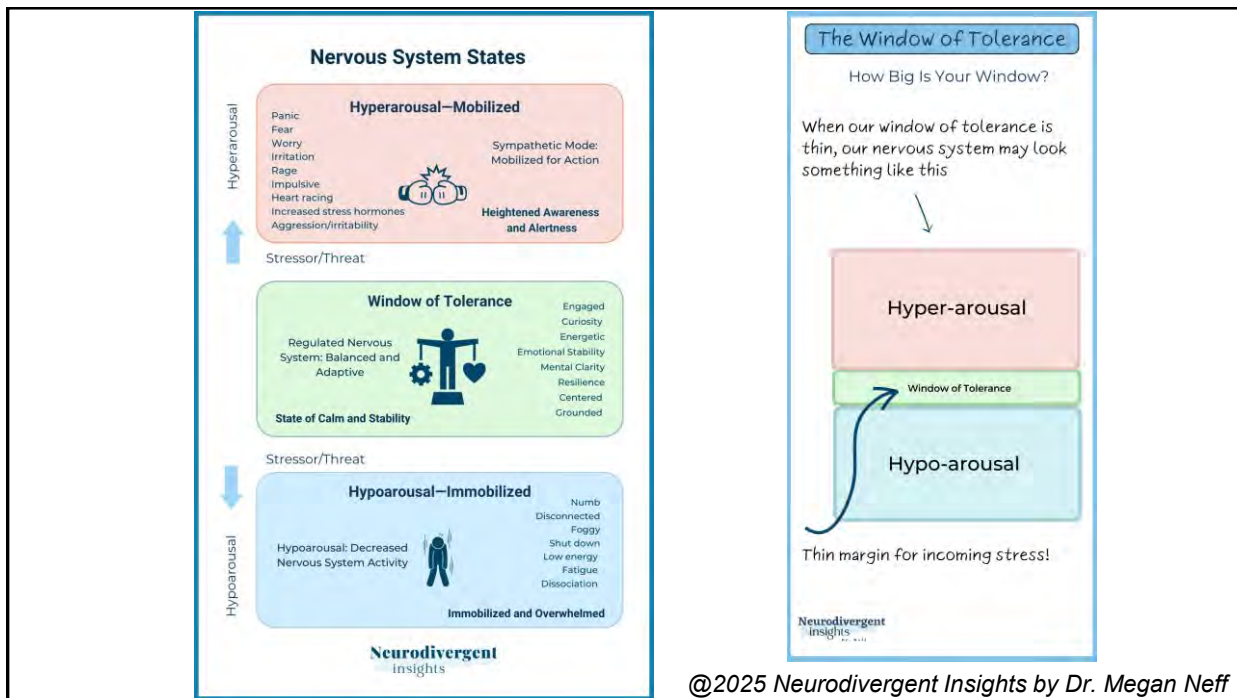 Nervous System States
Hyperarousal
Hyperarousal—Mobilized
Panic
Fear
Worry
Irritation
Rage
Impulsive
Heart racing
Increased stress hormones
Aggression/irritability
Sympathetic Mode:
Mobilized for Action
Heightened Awareness
and Alertness
Stressor/Threat
Window of Tolerance
Regulated Nervous
System: Balanced and
Adaptive
State of Calm and Stability
Engaged
Curiosity
Energetic
Emotional Stability
Mental Clarity
Resilience
Centered
Grounded
Stressor/Threat
Hypoarousal
Hypoarousal—Immobilized
Hypoarousal: Decreased
Nervous System Activity
Numb
Disconnected
Foggy
Shut down
Low energy
Fatigue
Dissociation
Immobilized and Overwhelmed
Neurodivergent
insights
The Window of Tolerance
How Big Is Your Window?
When our window of tolerance is
thin, our nervous system may look
something like this
Hyper-arousal
Window of Tolerance
Hypo-arousal
Thin margin for incoming stress!
Neurodivergent
insights
@2025 Neurodivergent Insights by Dr. Megan Neff